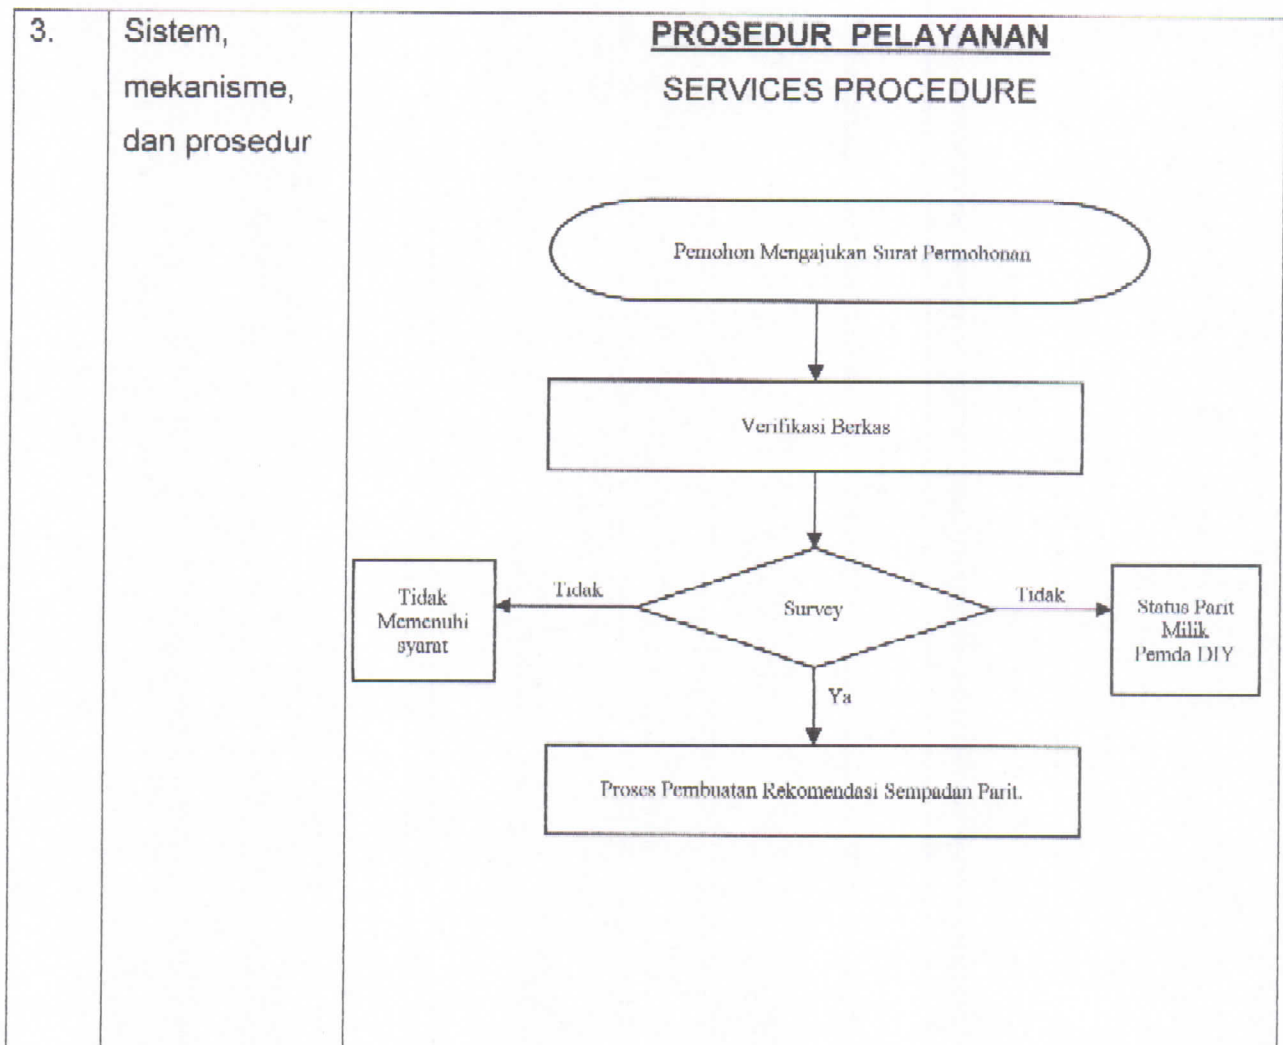 3.
Sistem,
mekanisme,
dan prosedur
PROSEDUR PELAYANAN
SERVICES PROCEDURE
Pemohon Mengajukan Surat Permohonan
Verifikasi Berkas
Tidak
Memenuhi
syarat
Tidak
Survey
Tidak
Status Parit
Milik
Pemda DIY
Ya
Proses Pembuatan Rekomendasi Sempadan Parit.